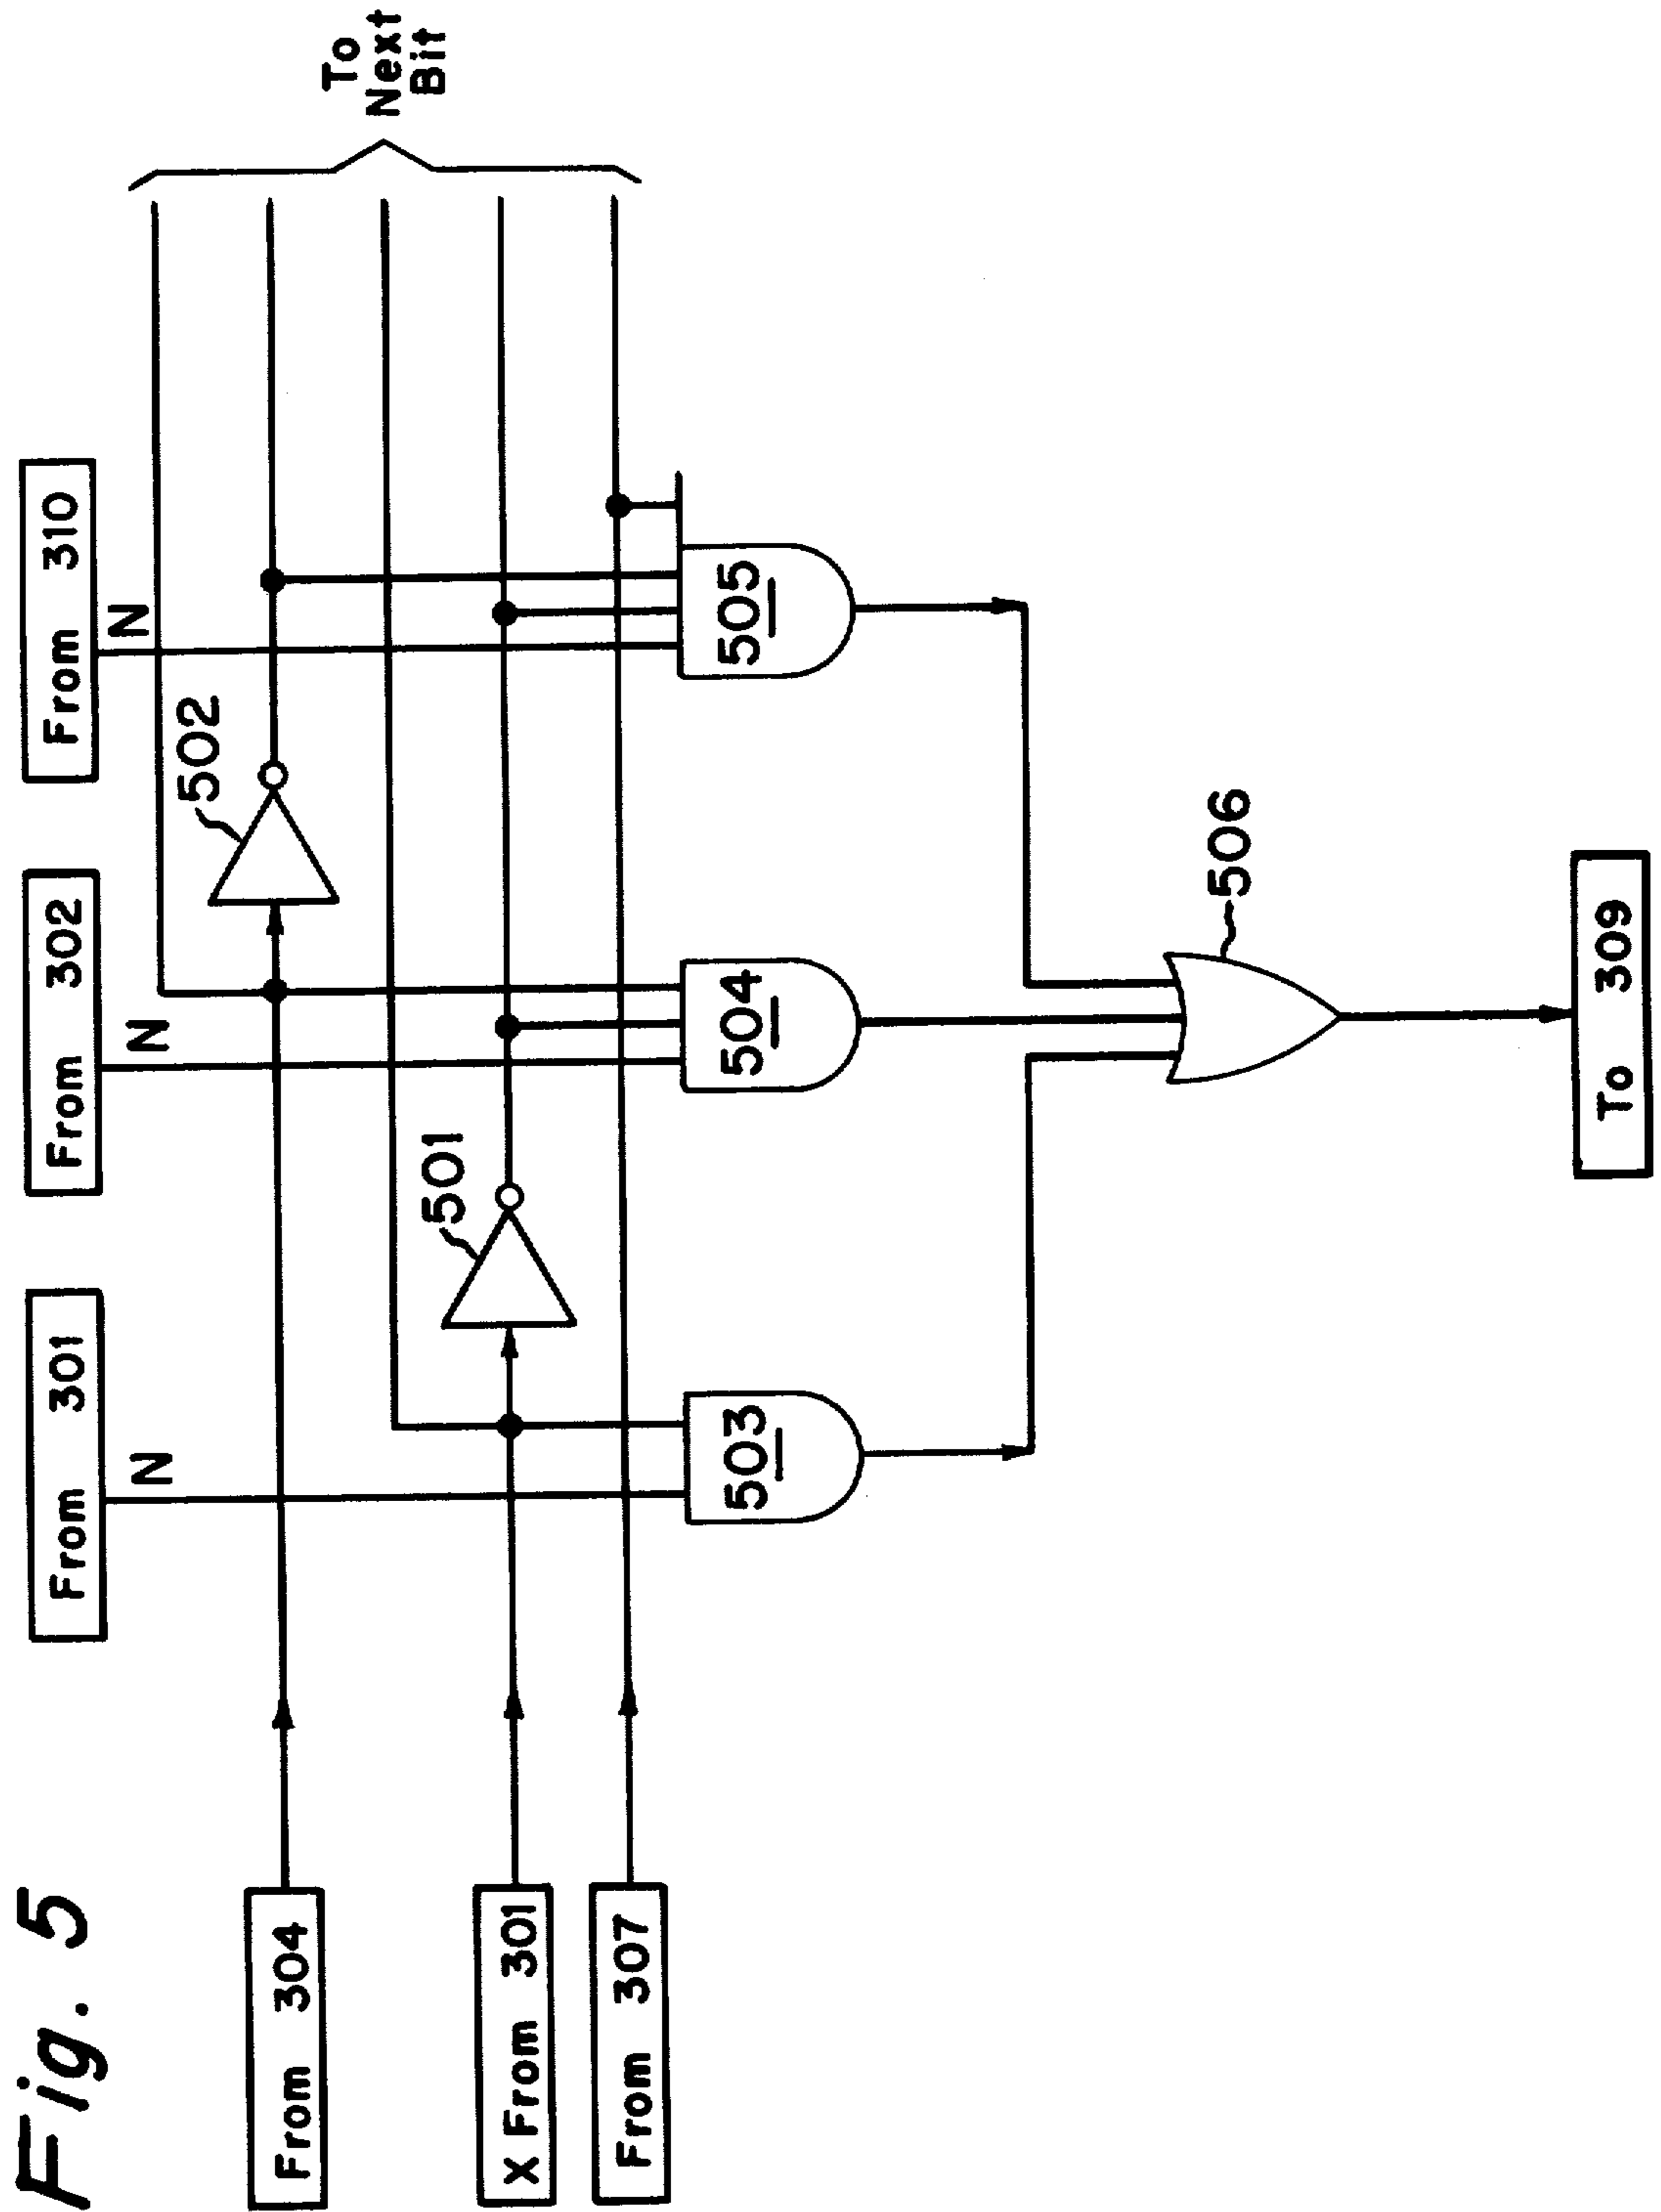 Fig. 5
From 301
From 302
From 310
N
N
N
To
Next
Bit
From 304
X From 301
From 307
501
502
503
504
505
506
To 309